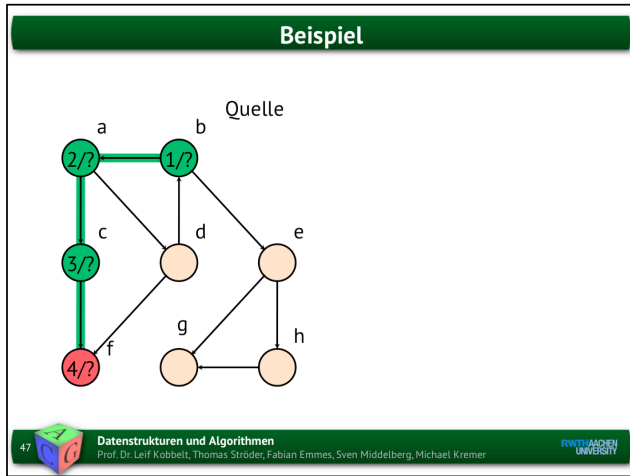 Beispiel
Quelle
a
b
2/?
1/?
c
d
e
3/?
g
f
h
4/?
47
A
C
G
Datenstrukturen und Algorithmen
Prof. Dr. Leif Kobbelt, Thomas Ströder, Fabian Emmes, Sven Middelberg, Michael Kremer
RWTH AACHEN
UNIVERSITY